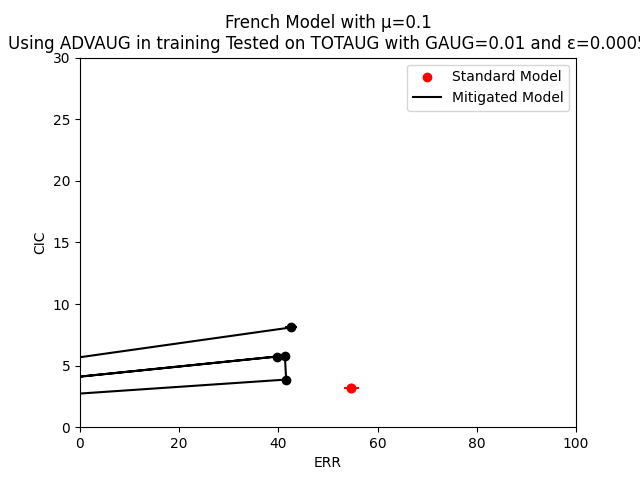 French Model with μ=0.1
Using ADVAUG in training Tested on TOTAUG with GAUG=0.01 and ε=0.0005
30
25
20
15
10
5
0
CIC
Standard Model
Mitigated Model
0 20 40 60 80 100
ERR